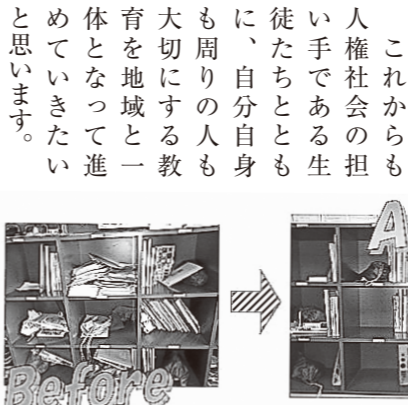 これからも
人権社会の担
い手である生
徒たちととも
に、自分自身
も周りの人も
大切にする教
育を地域と一
体となって進
めていきたい
と思います。
Before
A